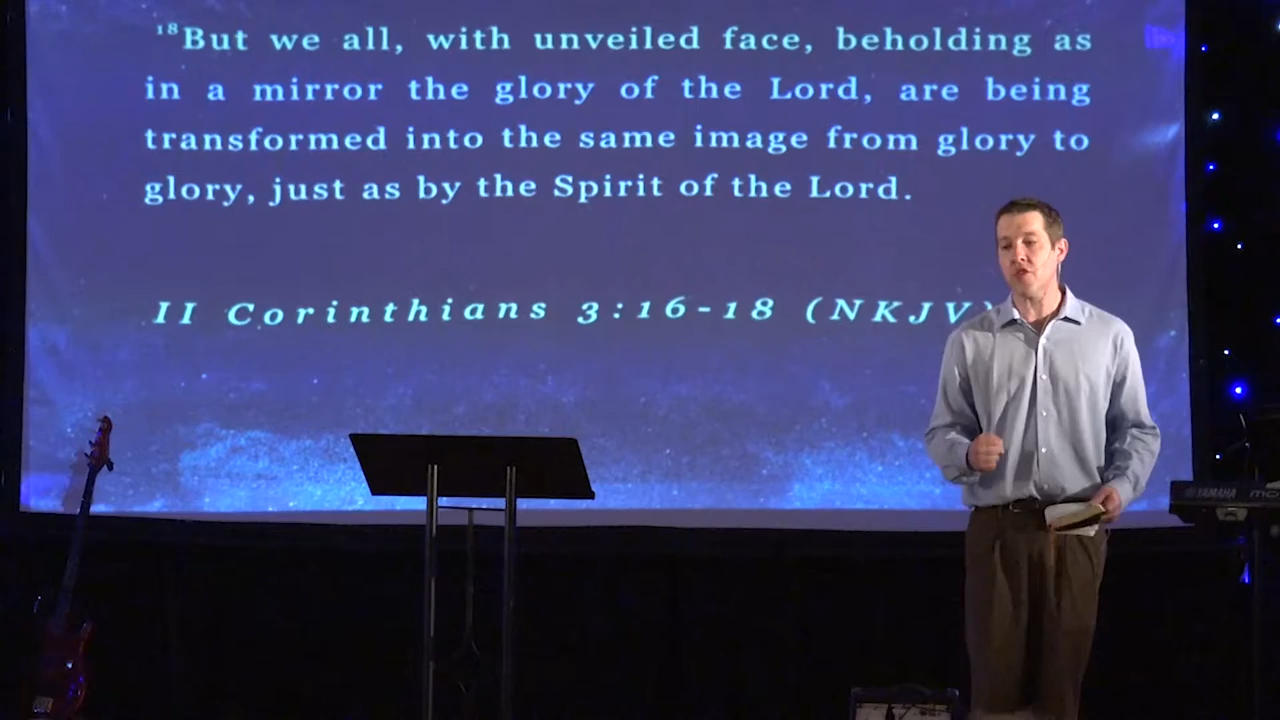 ¹⁸But we all, with unveiled face, beholding as
in a mirror the glory of the Lord, are being
transformed into the same image from glory to
glory, just as by the Spirit of the Lord.
II Corinthians 3:16-18 (NKJV)
YAMAHA